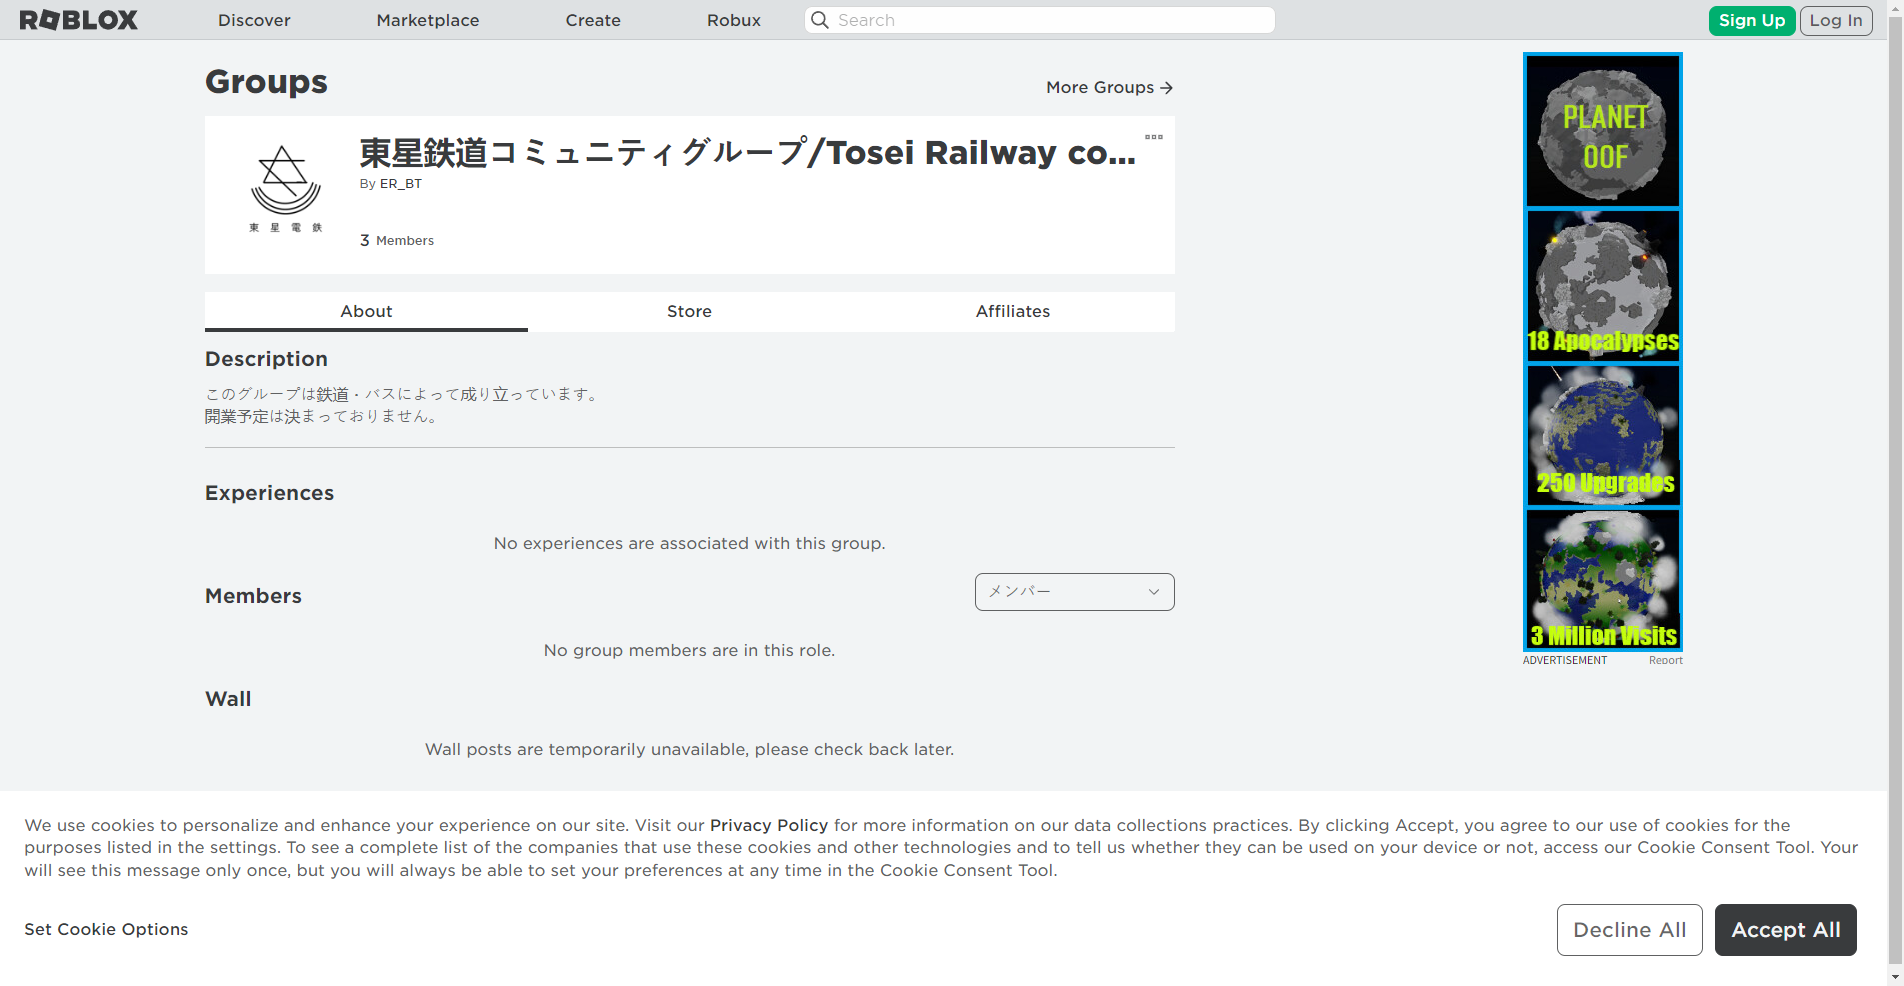 ROBLOX
Discover
Marketplace
Create
Robux
Search
Sign Up
Log In
Groups
More Groups
東星鉄道コミュニティグループ/Tosei Railway co...
By ER_BT
3 Members
東星電鉄
About
Store
Affiliates
Description
このグループは鉄道・バスによって成り立っています。
開業予定は決まっておりません。
Experiences
No experiences are associated with this group.
Members
メンバー
No group members are in this role.
Wall
Wall posts are temporarily unavailable, please check back later.
PLANET
OOF
18 Apocalypses
250 Upgrades
3 Million Visits
ADVERTISEMENT
Report
We use cookies to personalize and enhance your experience on our site. Visit our Privacy Policy for more information on our data collections practices. By clicking Accept, you agree to our use of cookies for the
purposes listed in the settings. To see a complete list of the companies that use these cookies and other technologies and to tell us whether they can be used on your device or not, access our Cookie Consent Tool. Your
will see this message only once, but you will always be able to set your preferences at any time in the Cookie Consent Tool.
Set Cookie Options
Decline All
Accept All